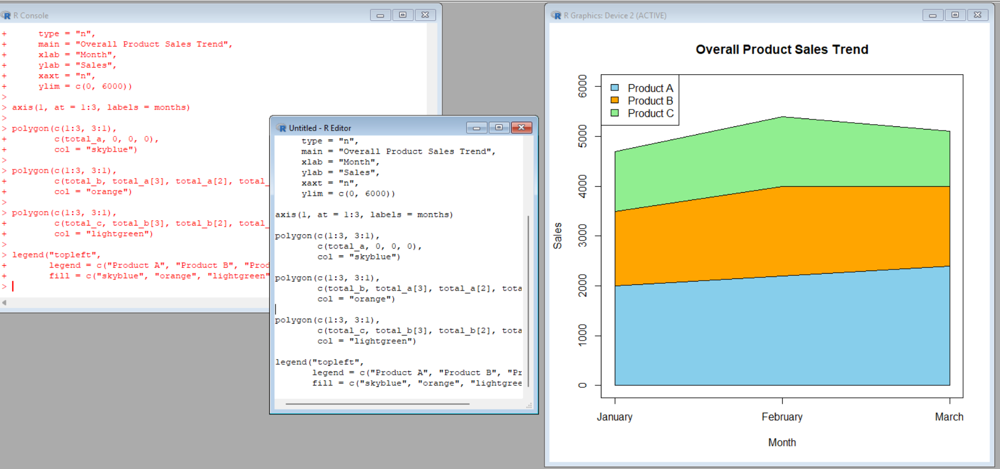 R Console
+      type = "n",
+      main = "Overall Product Sales Trend",
+      xlab = "Month",
+      ylab = "Sales",
+      xaxt = "n",
+      ylim = c(0, 6000))
>
> axis(1, at = 1:3, labels = months)
>
> polygon(c(1:3, 3:1),
+         c(total_a, 0, 0, 0),
+         col = "skyblue")
>
> polygon(c(1:3, 3:1),
+         c(total_b, total_a[3], total_a[2], total_
+         col = "orange")
>
> polygon(c(1:3, 3:1),
+         c(total_c, total_b[3], total_b[2], total_
+         col = "lightgreen")
>
> legend("topleft",
+        legend = c("Product A", "Product B", "Prod
+        fill = c("skyblue", "orange", "lightgreen"
>
Untitled - R Editor
     type = "n",
     main = "Overall Product Sales Trend",
     xlab = "Month",
     ylab = "Sales",
     xaxt = "n",
     ylim = c(0, 6000))
axis(1, at = 1:3, labels = months)
polygon(c(1:3, 3:1),
        c(total_a, 0, 0, 0),
        col = "skyblue")
polygon(c(1:3, 3:1),
        c(total_b, total_a[3], total_a[2], tota
        col = "orange")
polygon(c(1:3, 3:1),
        c(total_c, total_b[3], total_b[2], tota
        col = "lightgreen")
legend("topleft",
       legend = c("Product A", "Product B", "Pr
       fill = c("skyblue", "orange", "lightgree
R Graphics: Device 2 (ACTIVE)
Overall Product Sales Trend
Product A
Product B
Product C
6000
5000
4000
3000
2000
1000
0
Sales
January February March
Month